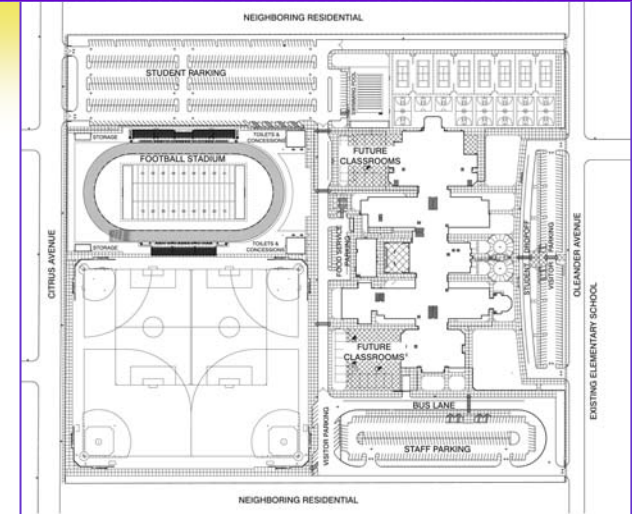 NEIGHBORING RESIDENTIAL
STUDENT PARKING
SWIMMING POOL
STORAGE
TOILETS &
CONCESSIONS
FOOTBALL STADIUM
FUTURE
CLASSROOMS
CITRUS AVENUE
FOOD SERVICE
PARKING
STUDENT DROPOFF
VISITOR PARKING
OLEANDER AVENUE
STORAGE
TOILETS &
CONCESSIONS
EXISTING ELEMENTARY SCHOOL
FUTURE
CLASSROOMS
VISITOR PARKING
BUS LANE
STAFF PARKING
NEIGHBORING RESIDENTIAL